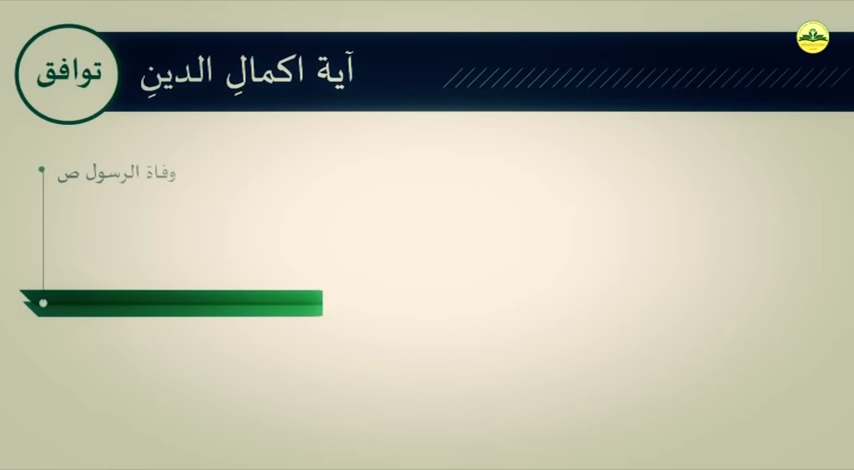 توافق
آية اكمالِ الدينِ
وفاة الرسول ص